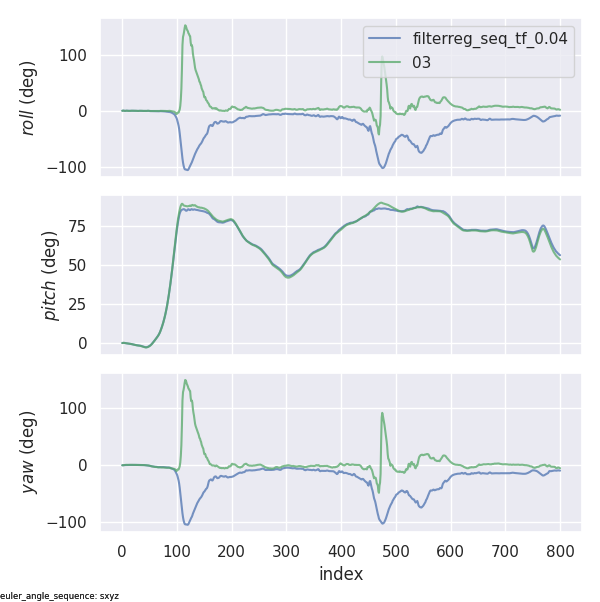 roll (deg)
100
0
−100
filterreg_seq_tf_0.04
03
pitch (deg)
75
50
25
0
yaw (deg)
100
0
−100
0 100 200 300 400 500 600 700 800
index
euler_angle_sequence: sxyz